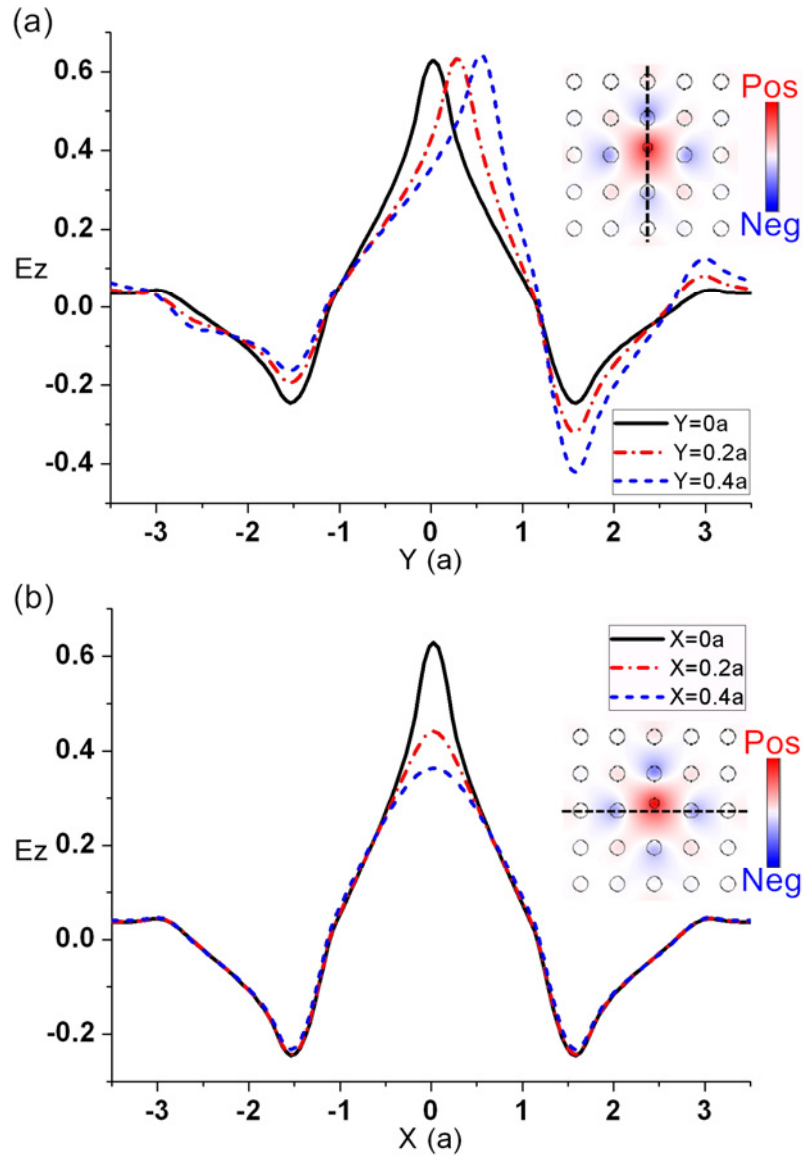 (a)
0.6
0.4
0.2
0.0
-0.2
-0.4
Ez
-3 -2 -1 0 1 2 3
Y (a)
Pos
Neg
Y=0a
Y=0.2a
Y=0.4a
(b)
0.6
0.4
0.2
0.0
-0.2
Ez
-3 -2 -1 0 1 2 3
X (a)
X=0a
X=0.2a
X=0.4a
Pos
Neg